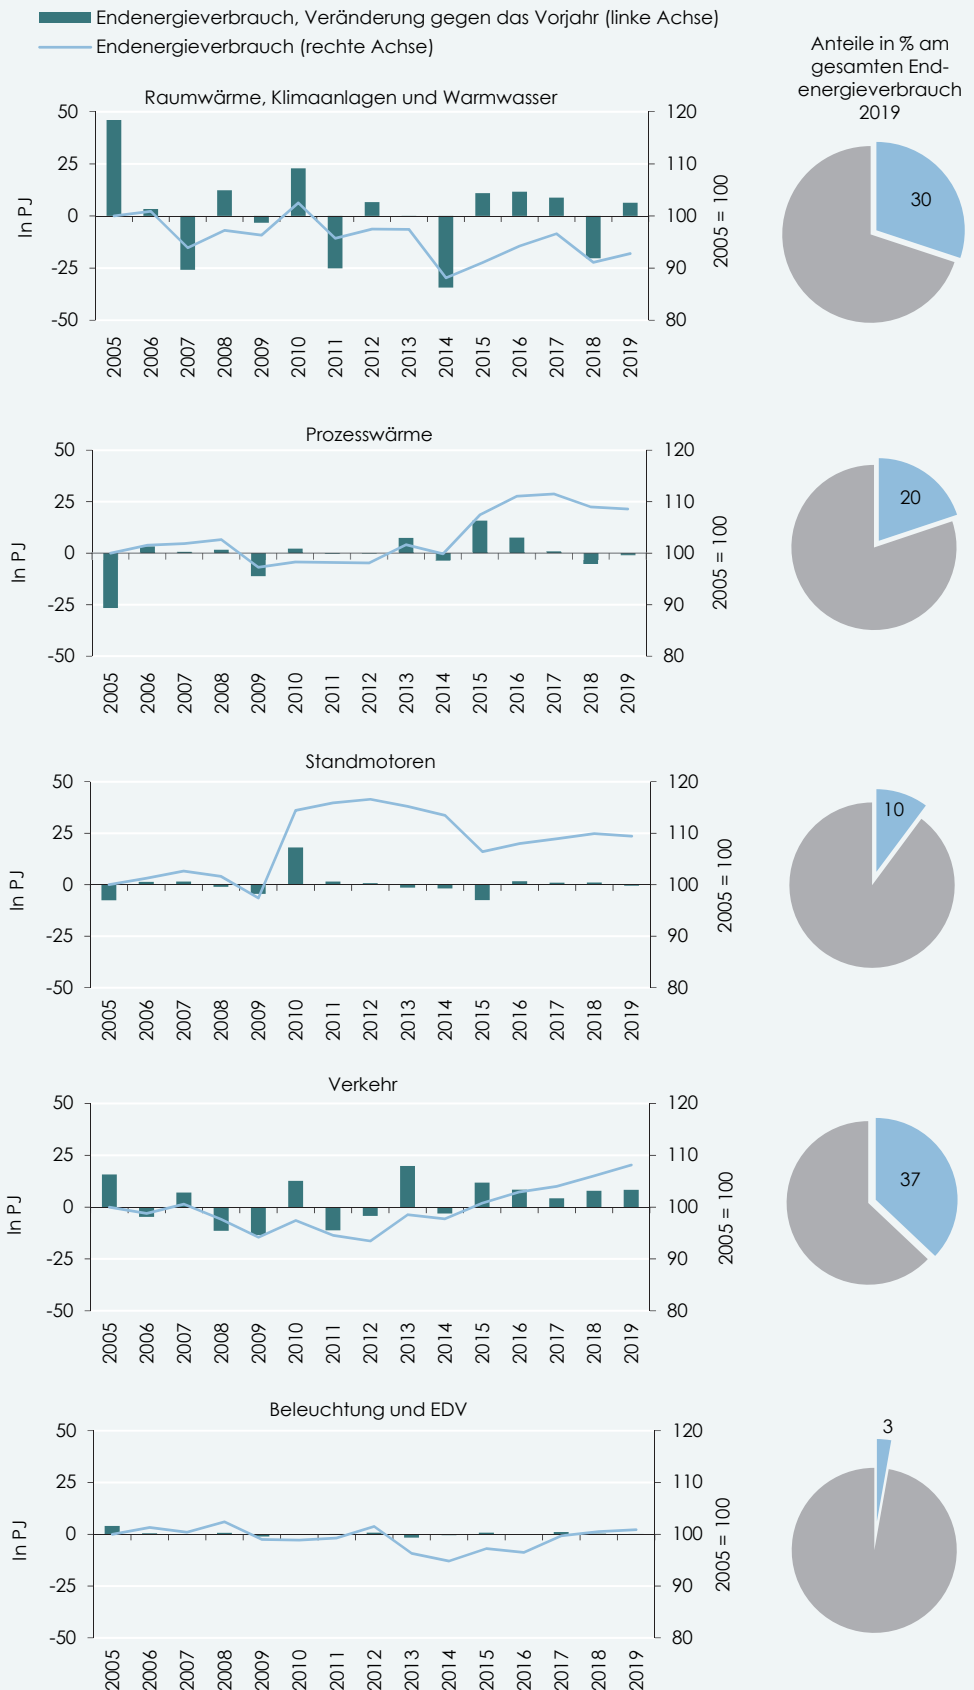 Endenergieverbrauch, Veränderung gegen das Vorjahr (linke Achse)
Endenergieverbrauch (rechte Achse)
Anteile in % am
gesamten End-
energieverbrauch
2019
Raumwärme, Klimaanlagen und Warmwasser
50
25
0
-25
-50
In PJ
120
110
100
90
80
2005 = 100
2005 2006 2007 2008 2009 2010 2011 2012 2013 2014 2015 2016 2017 2018 2019
30
Prozesswärme
50
25
0
-25
-50
In PJ
120
110
100
90
80
2005 = 100
2005 2006 2007 2008 2009 2010 2011 2012 2013 2014 2015 2016 2017 2018 2019
20
Standmotoren
50
25
0
-25
-50
In PJ
120
110
100
90
80
2005 = 100
2005 2006 2007 2008 2009 2010 2011 2012 2013 2014 2015 2016 2017 2018 2019
10
Verkehr
50
25
0
-25
-50
In PJ
120
110
100
90
80
2005 = 100
2005 2006 2007 2008 2009 2010 2011 2012 2013 2014 2015 2016 2017 2018 2019
37
Beleuchtung und EDV
50
25
0
-25
-50
In PJ
120
110
100
90
80
2005 = 100
2005 2006 2007 2008 2009 2010 2011 2012 2013 2014 2015 2016 2017 2018 2019
3